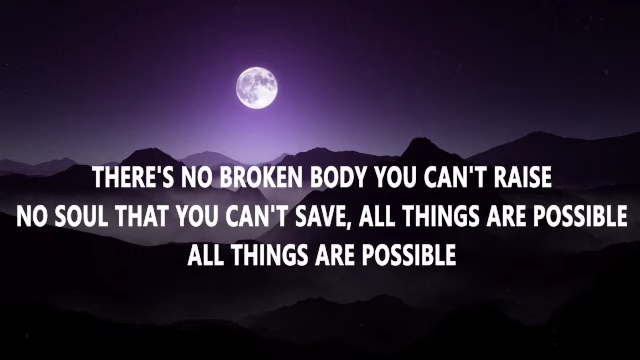 THERE'S NO BROKEN BODY YOU CAN'T RAISE
NO SOUL THAT YOU CAN'T SAVE, ALL THINGS ARE POSSIBLE
ALL THINGS ARE POSSIBLE